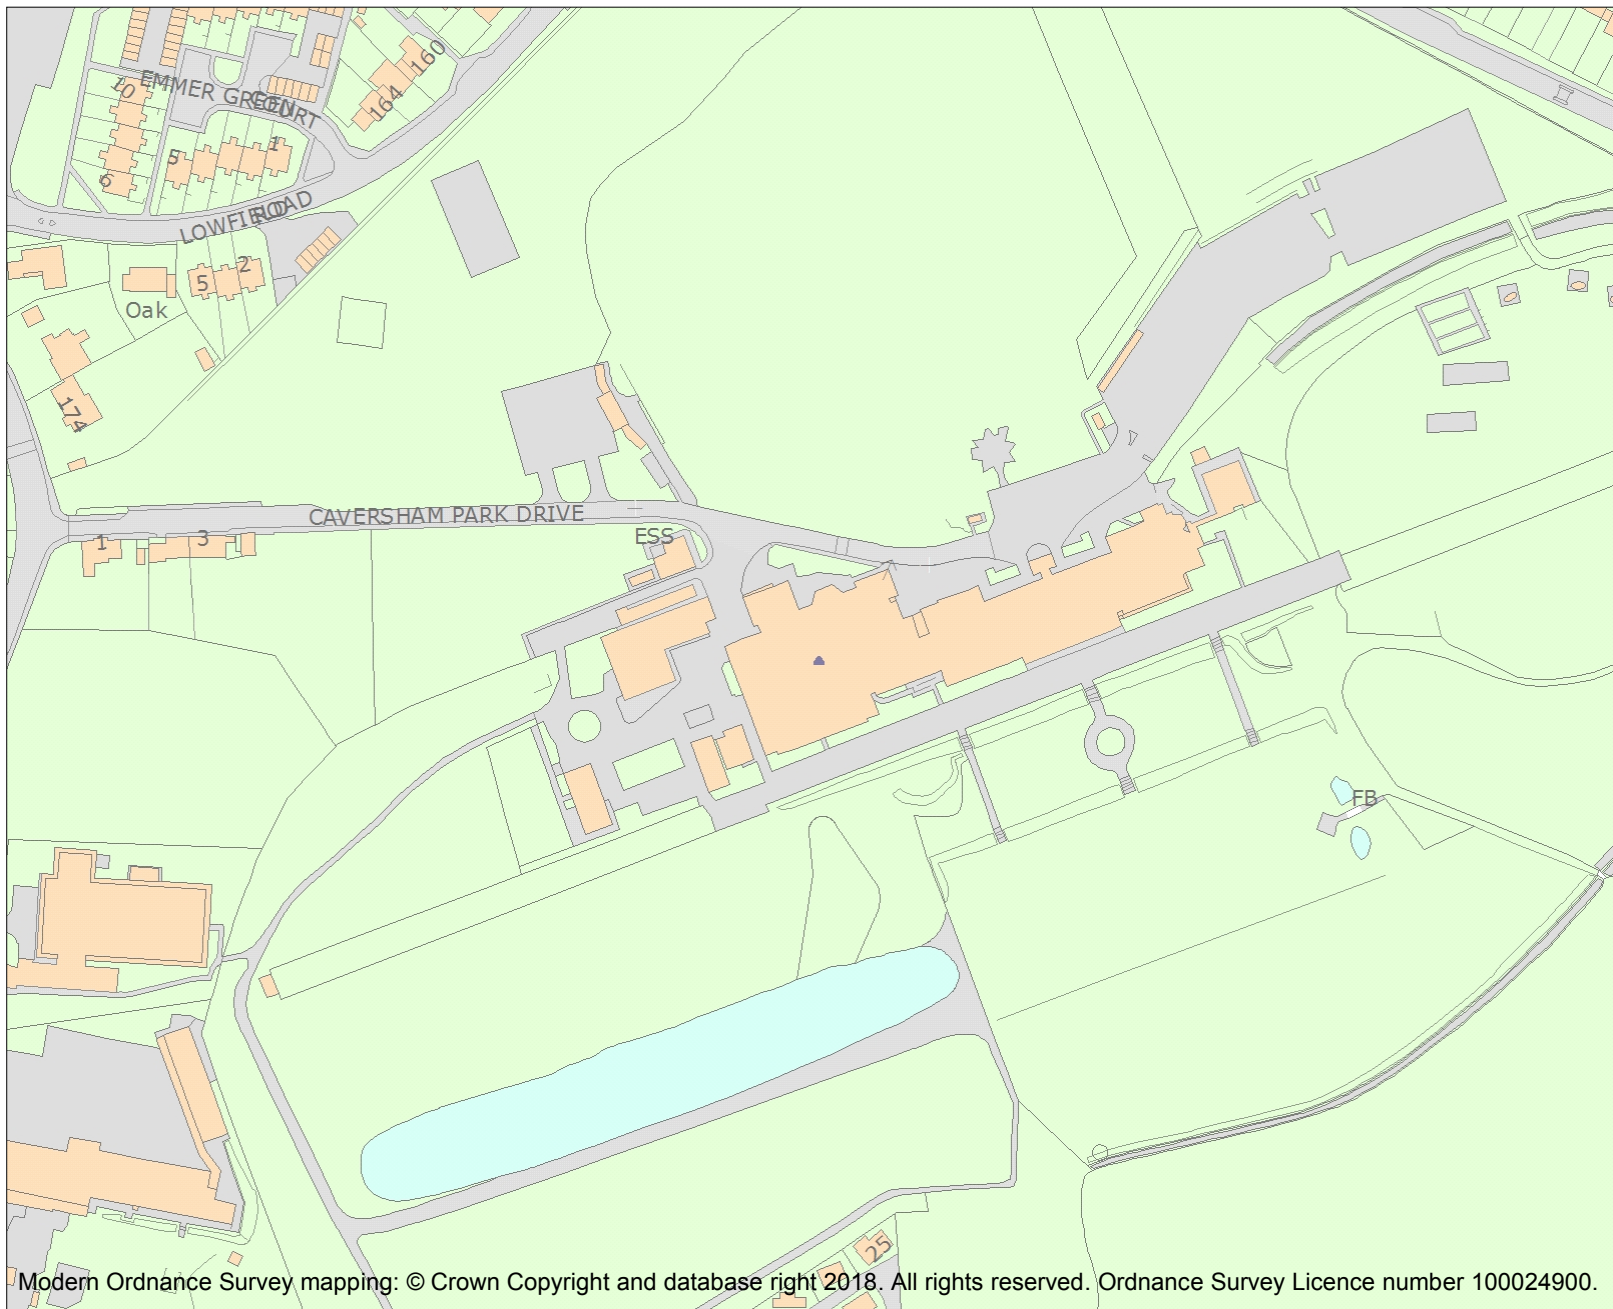 160
10
EMMER GREEN
COURT
164
1
5
6
LOWFIELD
ROAD
2
5
Oak
174
CAVERSHAM PARK DRIVE
ESS
1
3
FB
25
Modern Ordnance Survey mapping: © Crown Copyright and database right 2018. All rights reserved. Ordnance Survey Licence number 100024900.